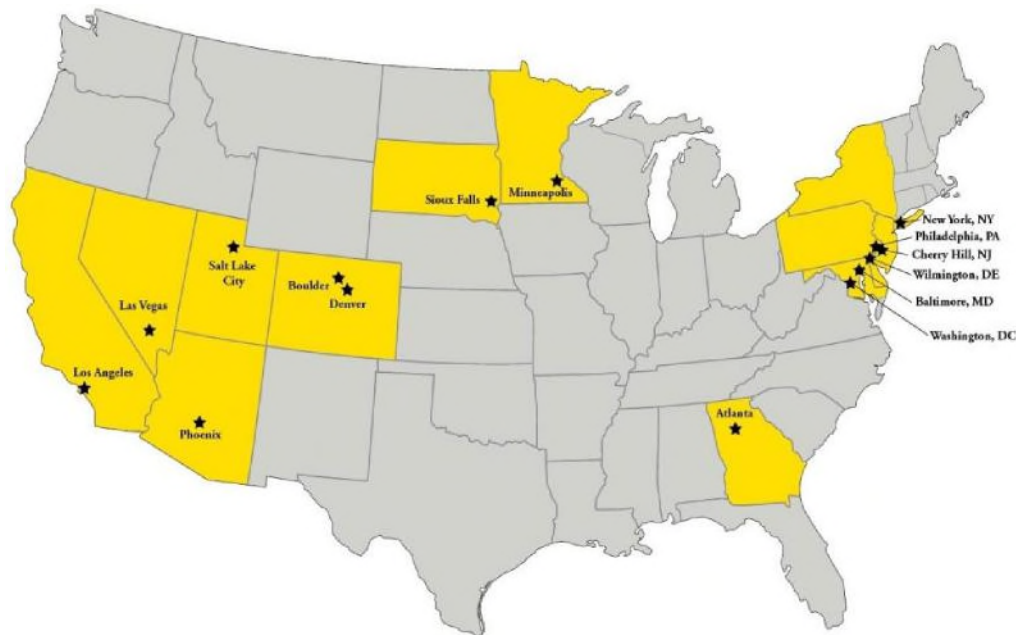 Sioux Falls
Minneapolis
New York, NY
Philadelphia, PA
Cherry Hill, NJ
Wilmington, DE
Baltimore, MD
Washington, DC
Salt Lake
City
Boulder
Denver
Las Vegas
Los Angeles
Phoenix
Atlanta